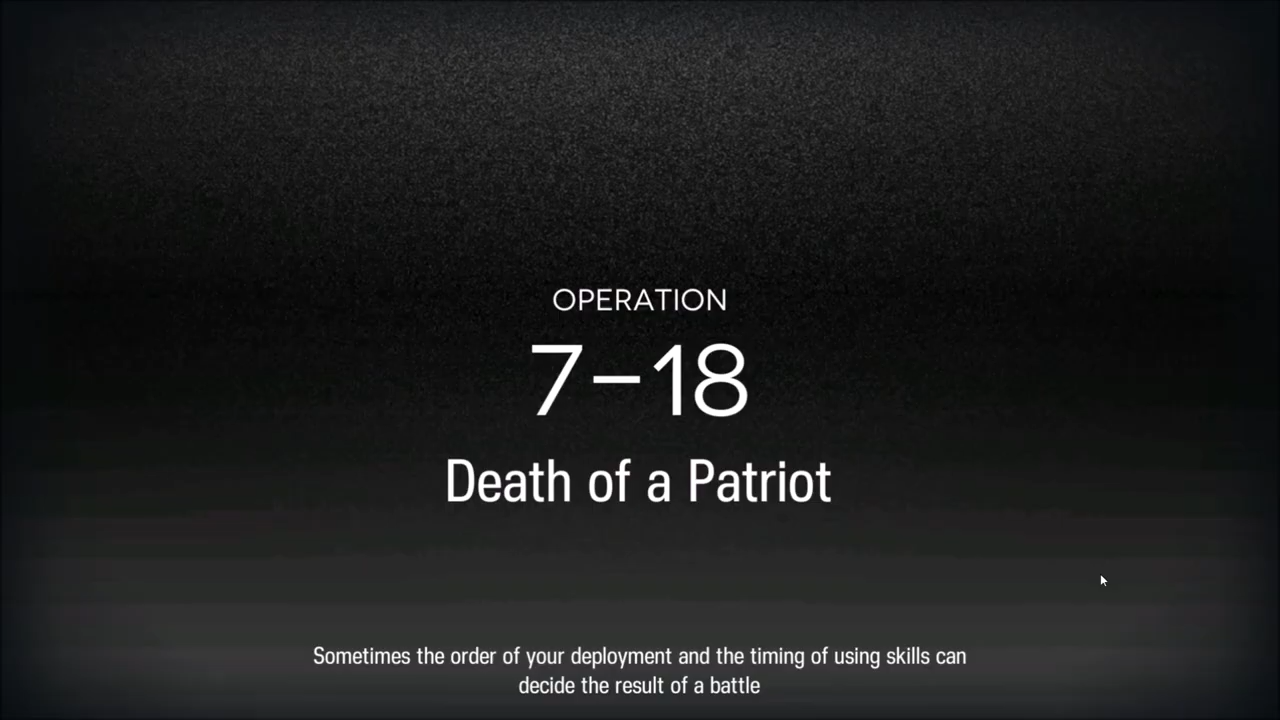 OPERATION
7-18
Death of a Patriot
Sometimes the order of your deployment and the timing of using skills can
decide the result of a battle